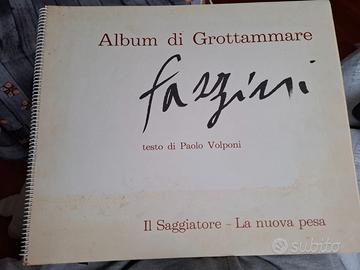 Album di Grottammare
fazzini
testo di Paolo Volponi
Il Saggiatore - La nuova pesa
subito